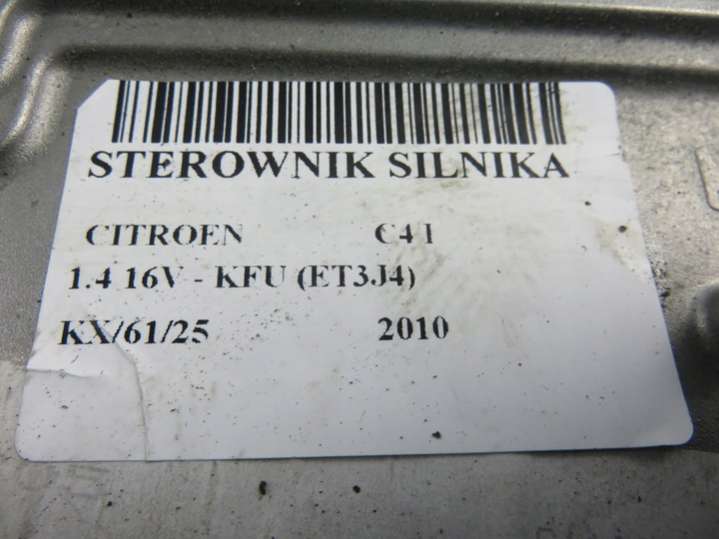 STEROWNIK SILNIKA
CITROEN C4 I
1.4 16V - KFU (ET3J4)
KX/61/25 2010